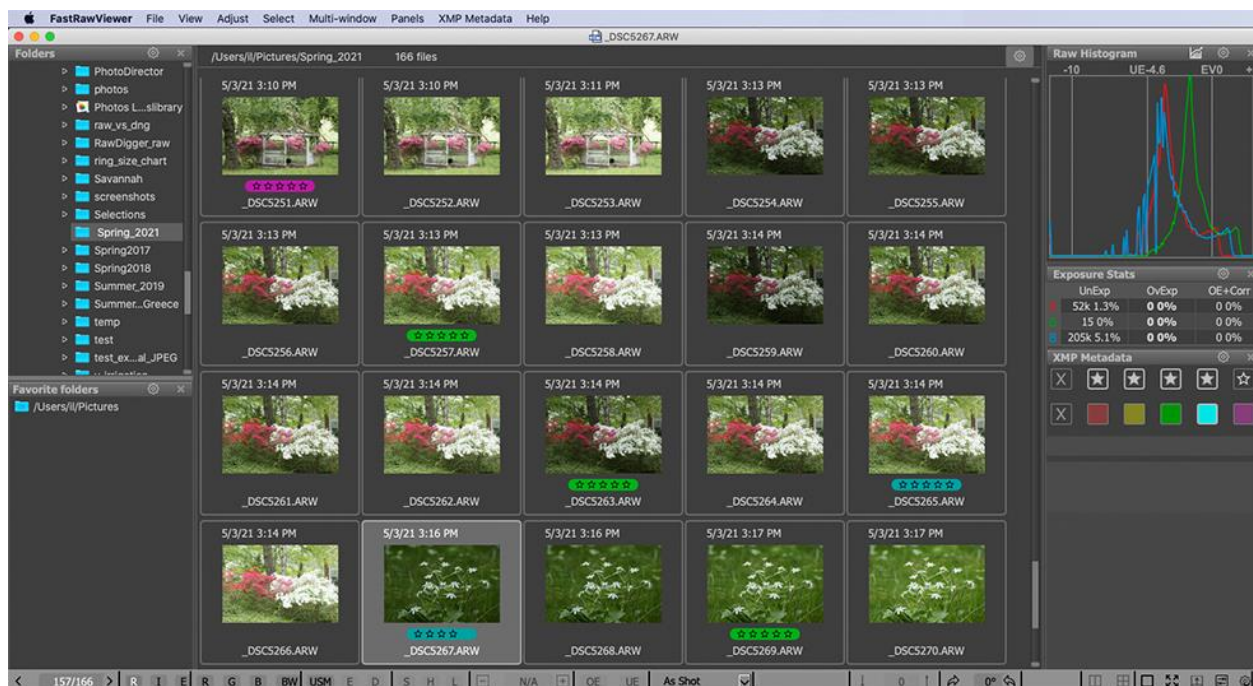 FastRawViewer File View Adjust Select Multi-window Panels XMP Metadata Help
_DSC5267.ARW
Folders
PhotoDirector
photos
Photos L...slibrary
raw_vs_dng
RawDigger_raw
ring_size_chart
Savannah
screenshots
Selections
Spring_2021
Spring2017
Spring2018
Summer_2019
Summer...Greece
temp
test
test_ex...al_JPEG
Favorite folders
/Users/il/Pictures
/Users/il/Pictures/Spring_2021 166 files
5/3/21 3:10 PM 5/3/21 3:10 PM 5/3/21 3:11 PM 5/3/21 3:13 PM 5/3/21 3:13 PM
_DSC5251.ARW _DSC5252.ARW _DSC5253.ARW _DSC5254.ARW _DSC5255.ARW
5/3/21 3:13 PM 5/3/21 3:13 PM 5/3/21 3:13 PM 5/3/21 3:14 PM 5/3/21 3:14 PM
_DSC5256.ARW _DSC5257.ARW _DSC5258.ARW _DSC5259.ARW _DSC5260.ARW
5/3/21 3:14 PM 5/3/21 3:14 PM 5/3/21 3:14 PM 5/3/21 3:14 PM 5/3/21 3:14 PM
_DSC5261.ARW _DSC5262.ARW _DSC5263.ARW _DSC5264.ARW _DSC5265.ARW
5/3/21 3:14 PM 5/3/21 3:16 PM 5/3/21 3:16 PM 5/3/21 3:17 PM 5/3/21 3:17 PM
_DSC5266.ARW _DSC5267.ARW _DSC5268.ARW _DSC5269.ARW _DSC5270.ARW
Raw Histogram
-10 UE-4.6 EV0 +
Exposure Stats
UnExp OvExp OE+Corr
R 52k 1.3% 0 0% 0 0%
G 15 0% 0 0% 0 0%
B 205k 5.1% 0 0% 0 0%
XMP Metadata
X
X
157/166 R I E R G B BW USM E D S H L N/A OE UE As Shot 0 0°